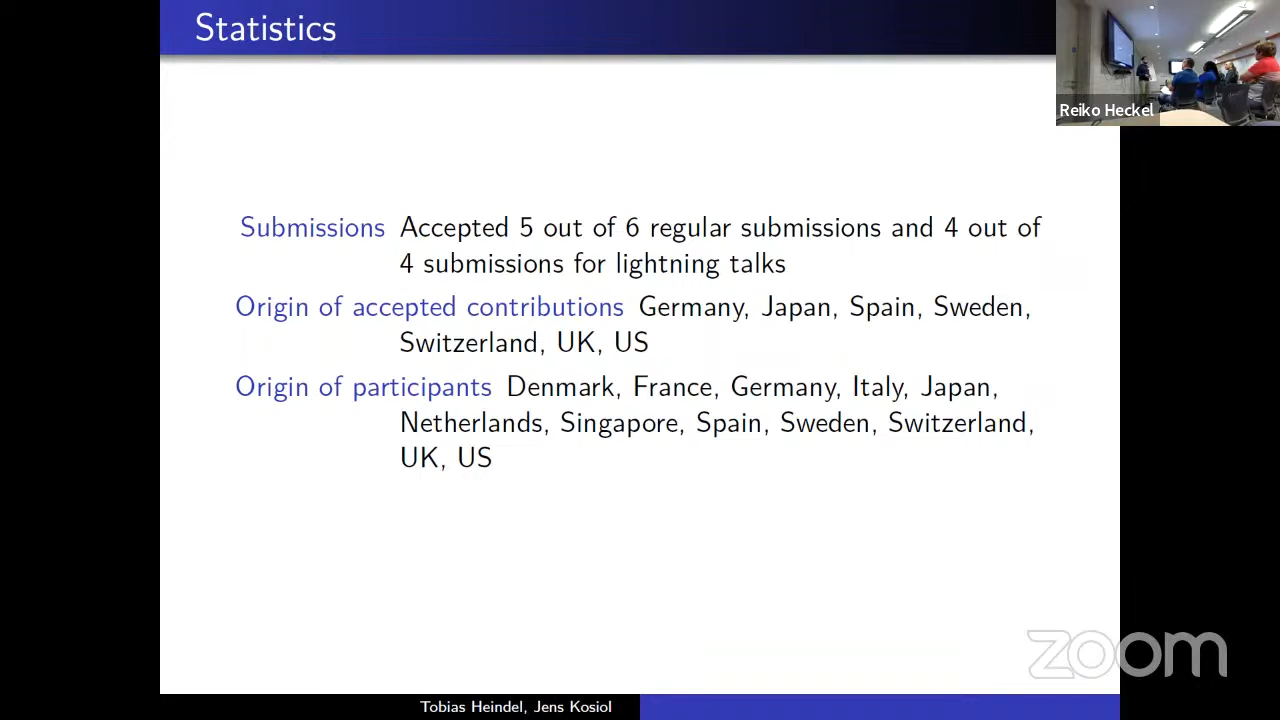 Statistics
Reiko Heckel
Submissions Accepted 5 out of 6 regular submissions and 4 out of
4 submissions for lightning talks
Origin of accepted contributions Germany, Japan, Spain, Sweden,
Switzerland, UK, US
Origin of participants Denmark, France, Germany, Italy, Japan,
Netherlands, Singapore, Spain, Sweden, Switzerland,
UK, US
zoom
Tobias Heindel, Jens Kosiol